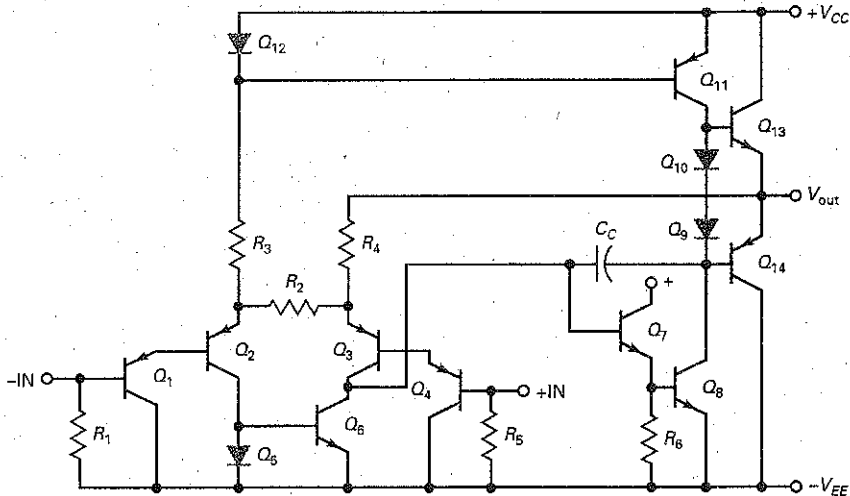 +V_CC
Q_12
Q_11
Q_13
Q_10
V_out
R_3
R_4
C_C
Q_9
Q_14
R_2
+
Q_7
Q_2
Q_3
–IN
Q_1
Q_4
+IN
Q_8
R_1
Q_5
Q_6
R_5
R_6
–V_EE